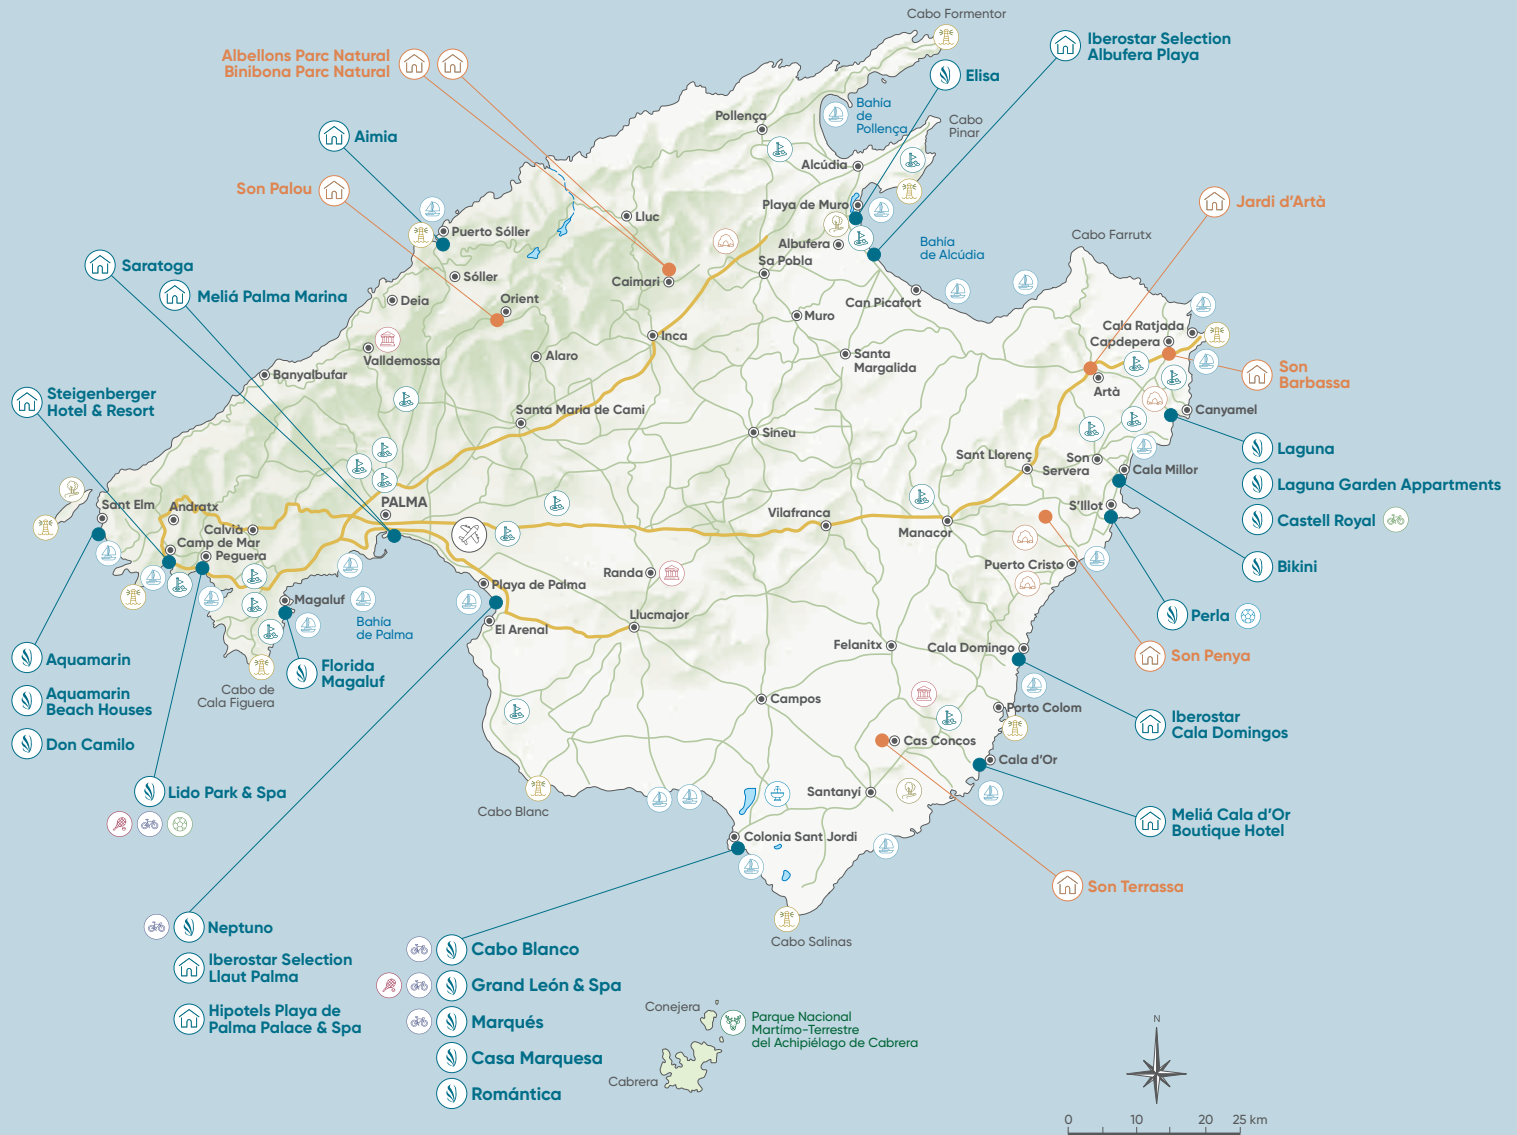 Cabo Formentor
Iberostar Selection
Albufera Playa
Albellons Parc Natural
Binibona Parc Natural
Elisa
Bahía
de
Pollença
Pollença
Cabo
Pinar
Aimia
Alcúdia
Son Palou
Playa de Muro
Jardi d'Artà
Lluc
Puerto Sóller
Albufera
Bahía
de Alcúdia
Cabo Farrutx
Saratoga
Sa Pobla
Sóller
Caimari
Meliá Palma Marina
Deia
Orient
Can Picafort
Muro
Cala Ratjada
Capdepera
Inca
Valldemossa
Alaro
Santa
Margalida
Son
Barbassa
Banyalbufar
Artà
Steigenberger
Hotel & Resort
Santa Maria de Cami
Canyamel
Sineu
Laguna
Sant Llorenç
Son
Servera
Cala Millor
Laguna Garden Appartments
Sant Elm
Andratx
PALMA
S'Illot
Vilafranca
Castell Royal
Calvià
Manacor
Camp de Mar
Peguera
Puerto Cristo
Bikini
Randa
Playa de Palma
Magaluf
Llucmajor
Perla
Bahía
de Palma
El Arenal
Felanitx
Cala Domingo
Son Penya
Aquamarin
Florida
Magaluf
Cabo de
Cala Figuera
Aquamarin
Beach Houses
Campos
Porto Colom
Iberostar
Cala Domingos
Don Camilo
Cas Concos
Cala d'Or
Lido Park & Spa
Santanyí
Cabo Blanc
Meliá Cala d'Or
Boutique Hotel
Colonia Sant Jordi
Son Terrassa
Neptuno
Cabo Salinas
Cabo Blanco
Iberostar Selection
Llaut Palma
Grand León & Spa
Hipotels Playa de
Palma Palace & Spa
Marqués
Conejera
Parque Nacional
Martímo-Terrestre
del Achipiélago de Cabrera
Casa Marquesa
Cabrera
Romántica
N
0 10 20 25 km